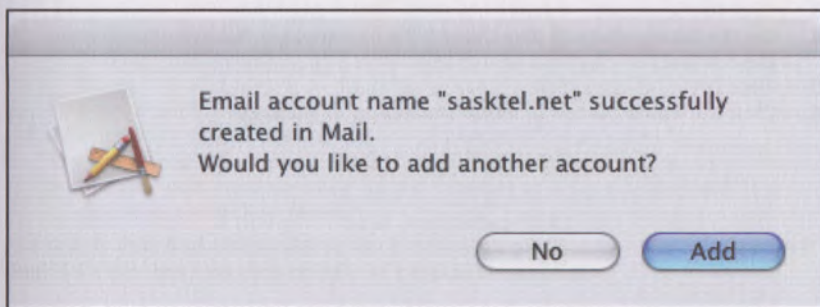 Email account name "sasktel.net" successfully
created in Mail.
Would you like to add another account?
No
Add